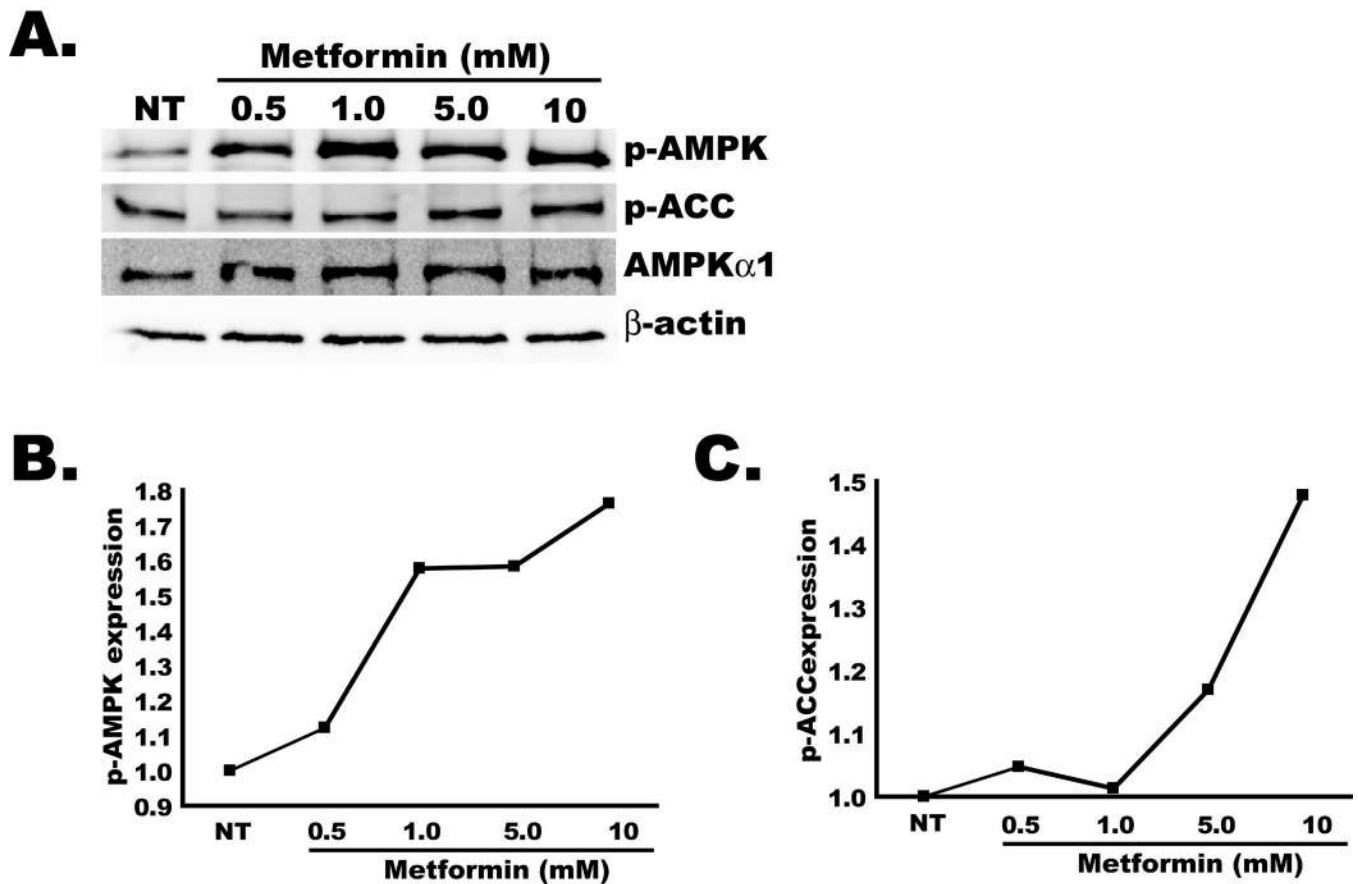 A.
Metformin (mM)
NT 0.5 1.0 5.0 10
p-AMPK
p-ACC
AMPKα1
β-actin
B.
p-AMPK expression
1.8
1.7
1.6
1.5
1.4
1.3
1.2
1.1
1.0
0.9
NT 0.5 1.0 5.0 10
Metformin (mM)
C.
p-ACCexpression
1.5
1.4
1.3
1.2
1.1
1.0
NT 0.5 1.0 5.0 10
Metformin (mM)